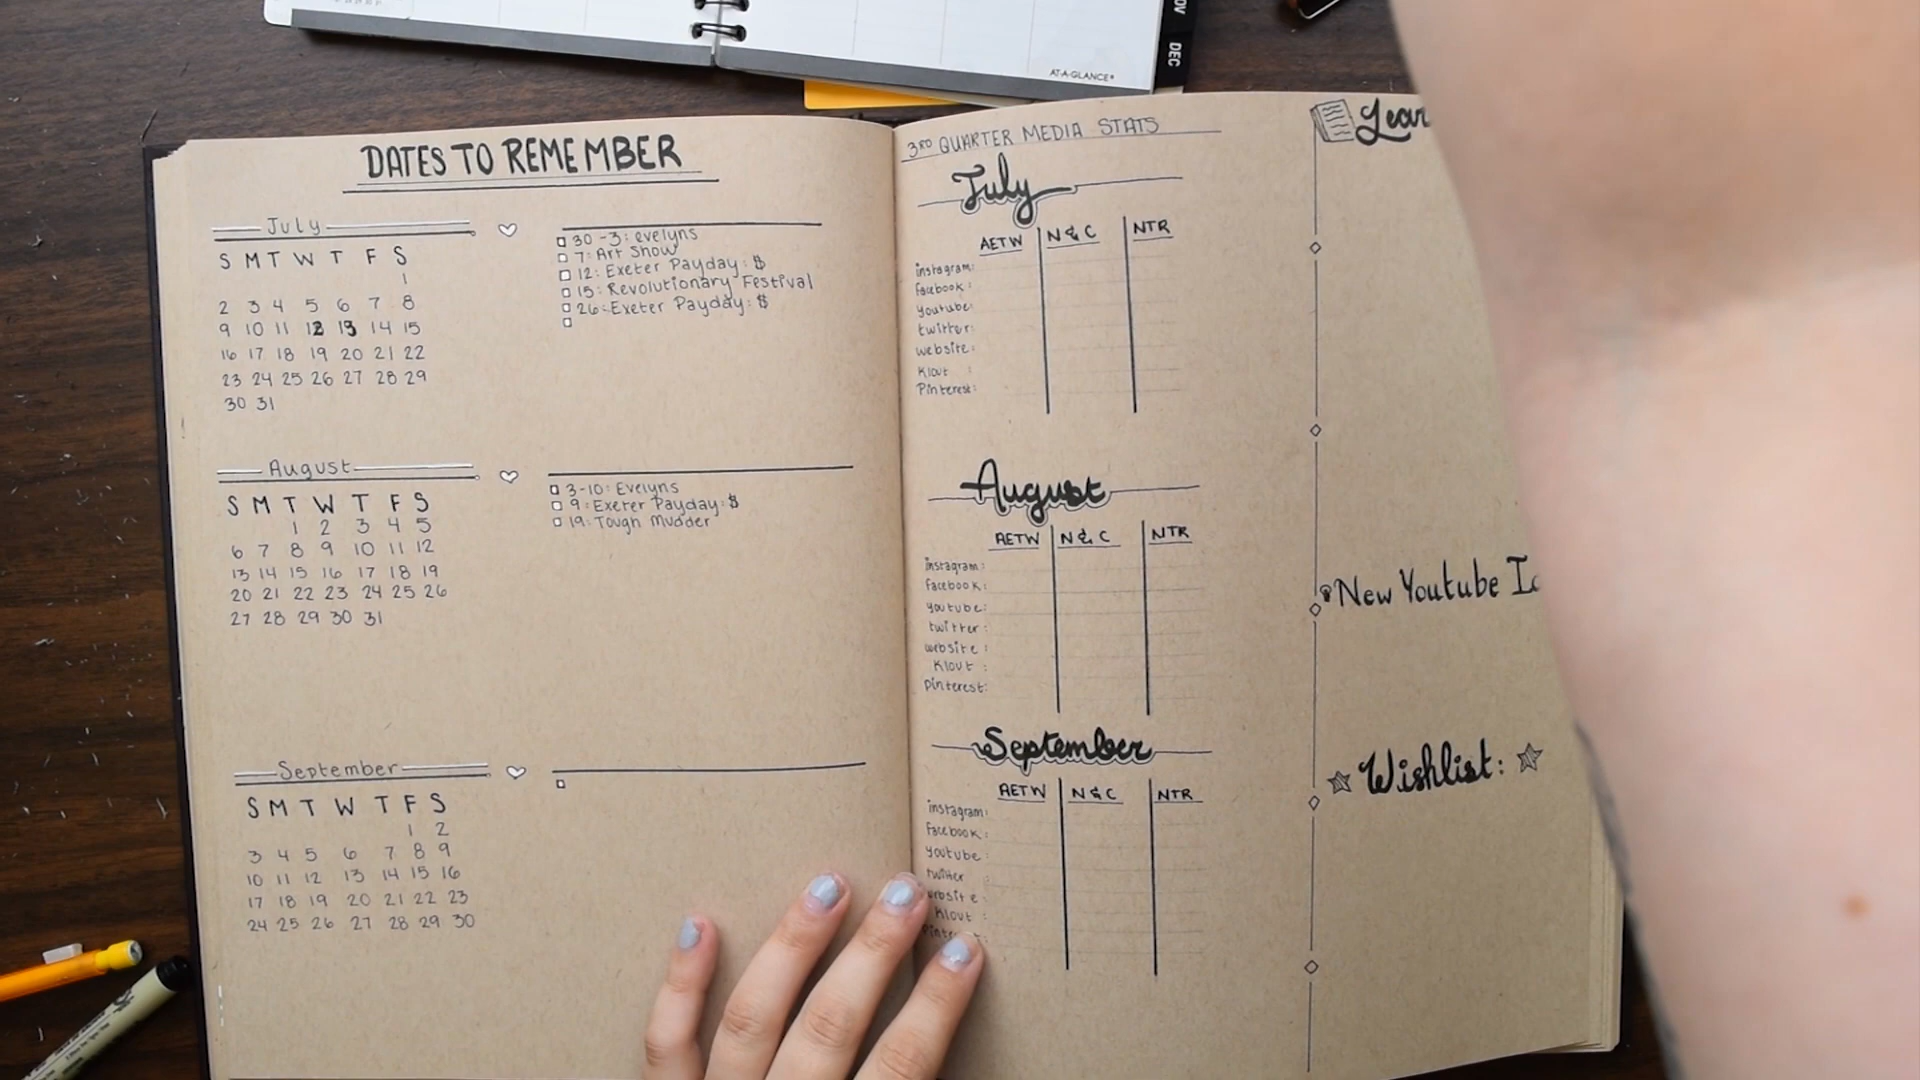 NOV
DEC
AT-A-GLANCE
DATES TO REMEMBER
July
S M T W T F S
1
2 3 4 5 6 7 8
9 10 11 12 13 14 15
16 17 18 19 20 21 22
23 24 25 26 27 28 29
30 31
30-3: evelyns
7: Art Show
12: Exeter Payday: $
15: Revolutionary Festival
26: Exeter Payday: $
August
S M T W T F S
1 2 3 4 5
6 7 8 9 10 11 12
13 14 15 16 17 18 19
20 21 22 23 24 25 26
27 28 29 30 31
3-10: Evelyns
9: Exeter Payday: $
19: Tough Mudder
September
S M T W T F S
1 2
3 4 5 6 7 8 9
10 11 12 13 14 15 16
17 18 19 20 21 22 23
24 25 26 27 28 29 30
3RD QUARTER MEDIA STATS
July
AETW N&C NTR
instagram:
facebook:
youtube:
twitter:
website:
Klout :
Pinterest:
August
AETW N&C NTR
instagram:
facebook:
youtube:
twitter:
website:
Klout :
pinterest:
September
AETW N&C NTR
instagram:
facebook:
youtube:
twitter
website:
Klout :
New Youtube
Wishlist: